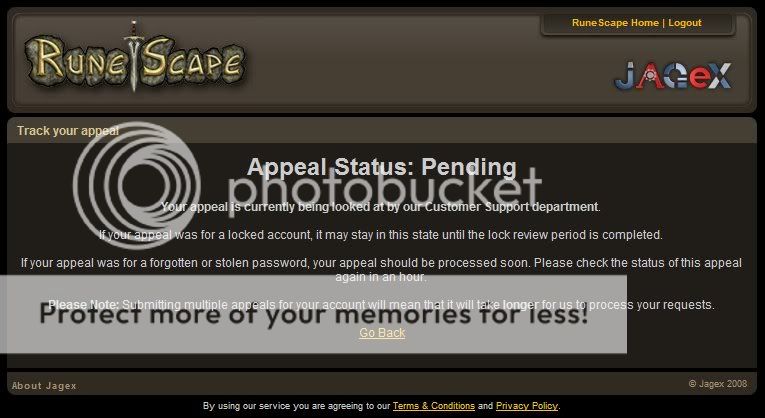 RuneScape Home | Logout
RUNE SCAPE
JAGeX
Track your appeal
Appeal Status: Pending
photobucket
Your appeal is currently being looked at by our Customer Support department.
If your appeal was for a locked account, it may stay in this state until the lock review period is completed.
If your appeal was for a forgotten or stolen password, your appeal should be processed soon. Please check the status of this appeal
again in an hour.
Please Note: Submitting multiple appeals for your account will mean that it will take longer for us to process your requests.
Protect more of your memories for less!
Go Back
About Jagex
© Jagex 2008
By using our service you are agreeing to our Terms & Conditions and Privacy Policy.